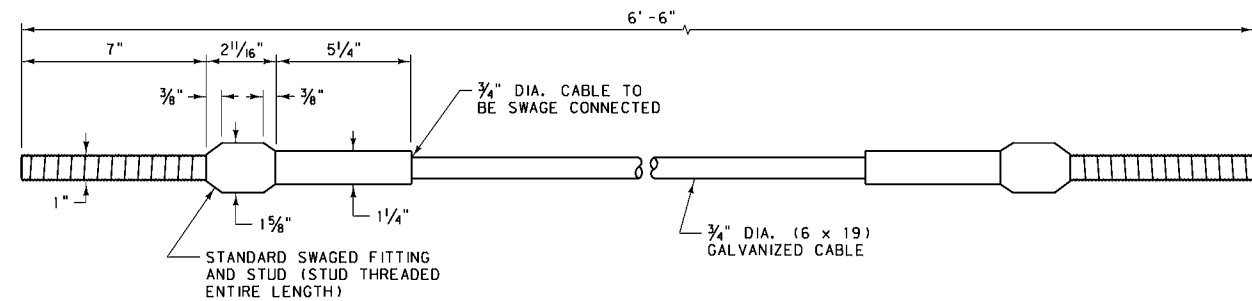 6'-6"
7"
2 11/16"
5 1/4"
3/8"
3/8"
3/4" DIA. CABLE TO
BE SWAGE CONNECTED
1"
1 5/8"
1 1/4"
STANDARD SWAGED FITTING
AND STUD (STUD THREADED
ENTIRE LENGTH)
3/4" DIA. (6 x 19)
GALVANIZED CABLE